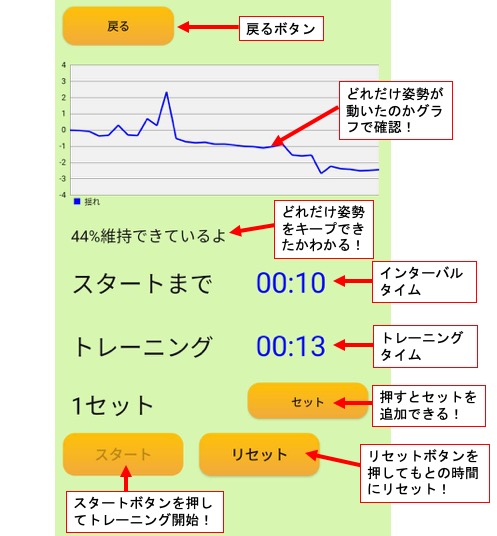 戻る
戻るボタン
4
3
2
1
0
-1
-2
-3
-4
揺れ
どれだけ姿勢が
動いたのかグラ
フで確認！
44%維持できているよ
どれだけ姿勢
をキープでき
たかわかる！
スタートまで
00:10
インターバル
タイム
トレーニング
00:13
トレーニング
タイム
1セット
セット
押すとセットを
追加できる！
スタート
リセット
リセットボタンを
押してもとの時間
にリセット！
スタートボタンを押し
てトレーニング開始！